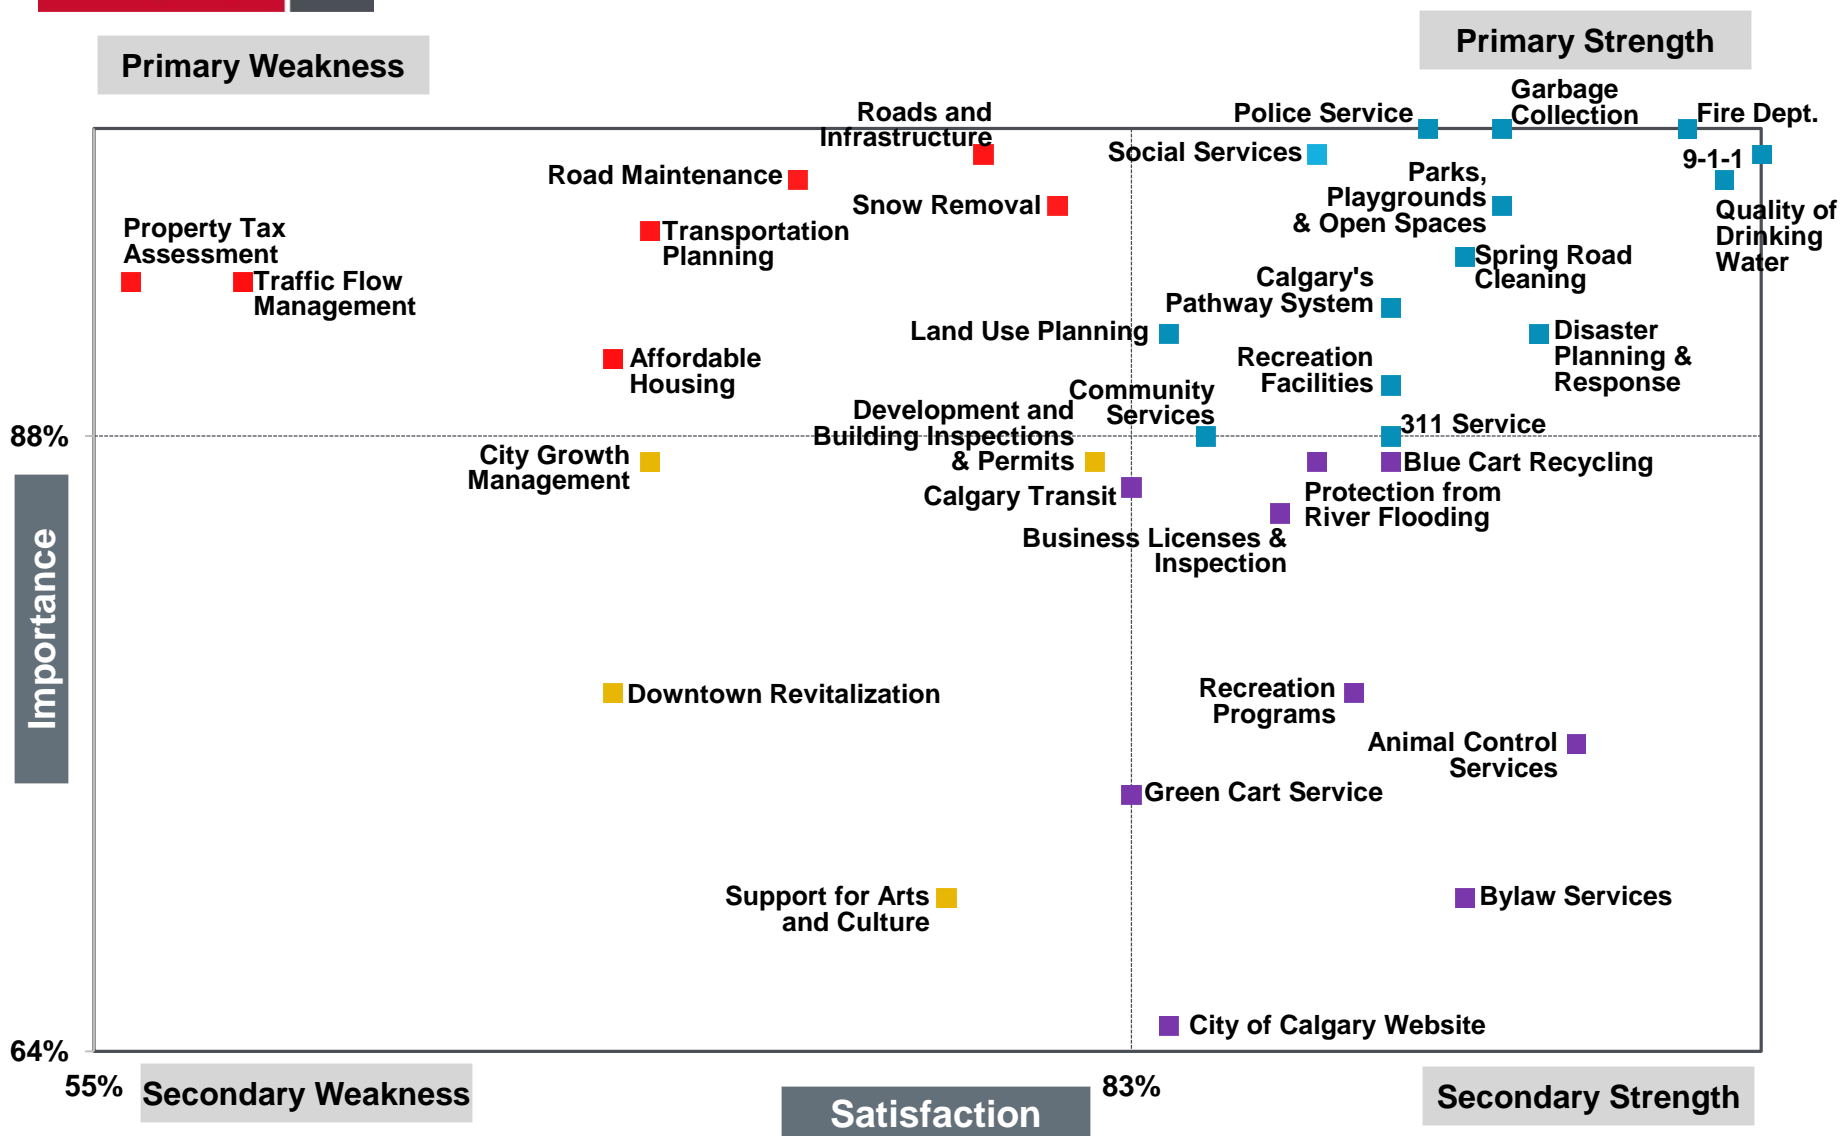 Primary Weakness
Primary Strength
Roads and
Infrastructure
Police Service
Garbage
Collection
Fire Dept.
Social Services
9-1-1
Road Maintenance
Snow Removal
Parks,
Playgrounds
& Open Spaces
Quality of
Drinking
Water
Property Tax
Assessment
Transportation
Planning
Traffic Flow
Management
Spring Road
Cleaning
Calgary's
Pathway System
Land Use Planning
Disaster
Planning &
Response
Affordable
Housing
Recreation
Facilities
Community
Services
Development and
Building Inspections
& Permits
311 Service
88%
City Growth
Management
Blue Cart Recycling
Calgary Transit
Protection from
River Flooding
Business Licenses &
Inspection
Importance
Downtown Revitalization
Recreation
Programs
Animal Control
Services
Green Cart Service
Support for Arts
and Culture
Bylaw Services
City of Calgary Website
64%
55%
Secondary Weakness
Satisfaction
83%
Secondary Strength